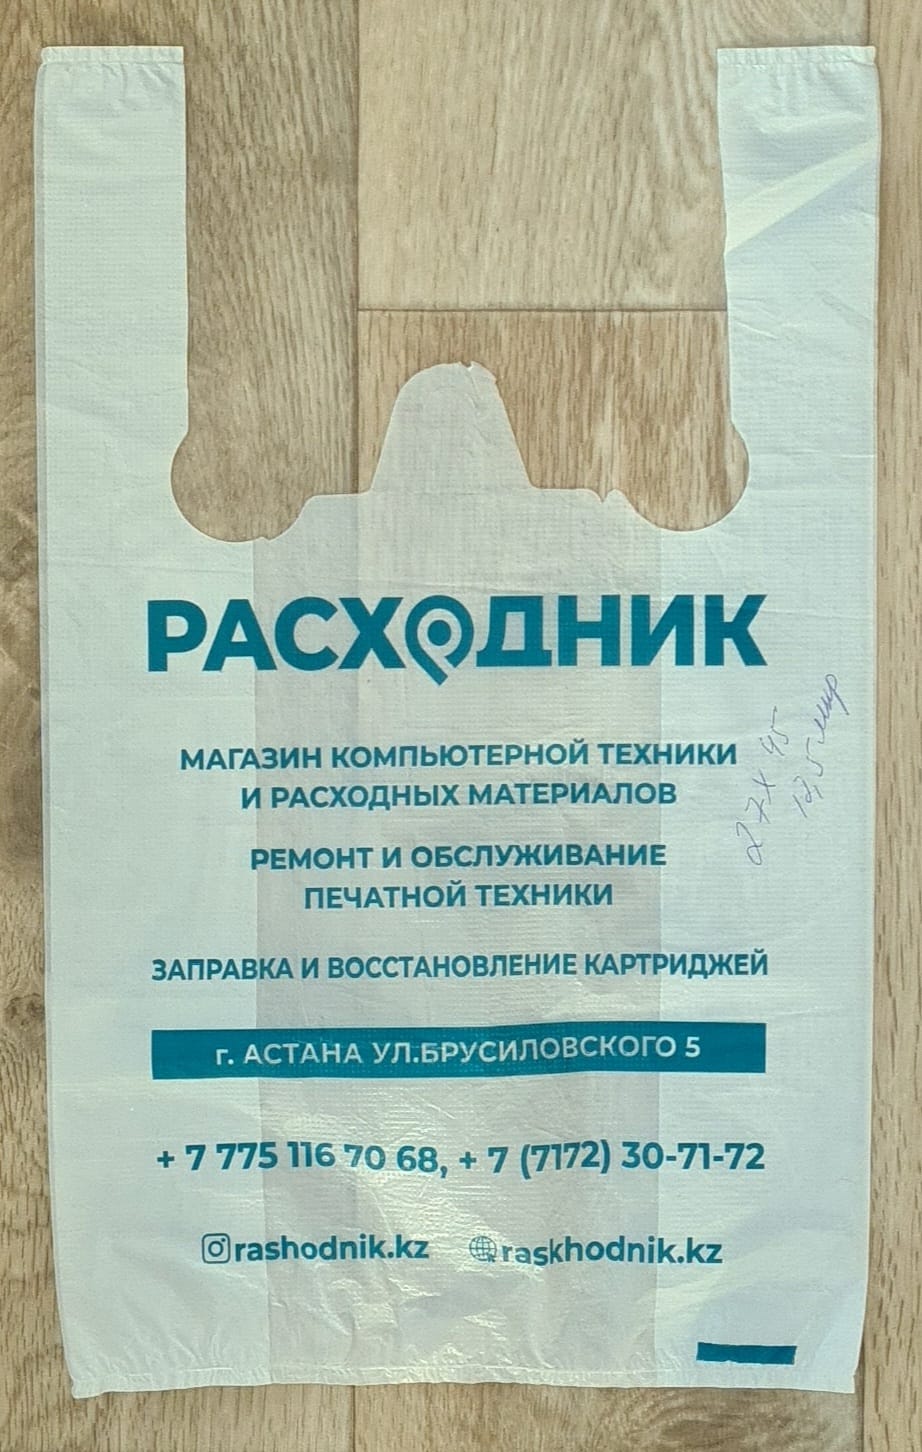 РАСХОДНИК
МАГАЗИН КОМПЬЮТЕРНОЙ ТЕХНИКИ
И РАСХОДНЫХ МАТЕРИАЛОВ
РЕМОНТ И ОБСЛУЖИВАНИЕ
ПЕЧАТНОЙ ТЕХНИКИ
ЗАПРАВКА И ВОССТАНОВЛЕНИЕ КАРТРИДЖЕЙ
г. АСТАНА УЛ.БРУСИЛОВСКОГО 5
+ 7 775 116 70 68, + 7 (7172) 30-71-72
rashodnik.kz raskhodnik.kz
27х45
12,5 мкр